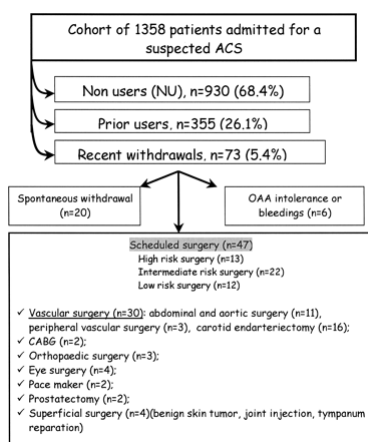 Cohort of 1358 patients admitted for a
suspected ACS
Non users (NU), n=930 (68.4%)
Prior users, n=355 (26.1%)
Recent withdrawals, n=73 (5.4%)
Spontaneous withdrawal
(n=20)
OAA intolerance or
bleedings (n=6)
Scheduled surgery (n=47)
High risk surgery (n=13)
Intermediate risk surgery (n=22)
Low risk surgery (n=12)
✓ Vascular surgery (n=30): abdominal and aortic surgery (n=11),
peripheral vascular surgery (n=3), carotid endarteriectomy (n=16);
✓ CABG (n=2);
✓ Orthopaedic surgery (n=3);
✓ Eye surgery (n=4);
✓ Pace maker (n=2);
✓ Prostatectomy (n=2);
✓ Superficial surgery (n=4)(benign skin tumor, joint injection, tympanum
reparation)